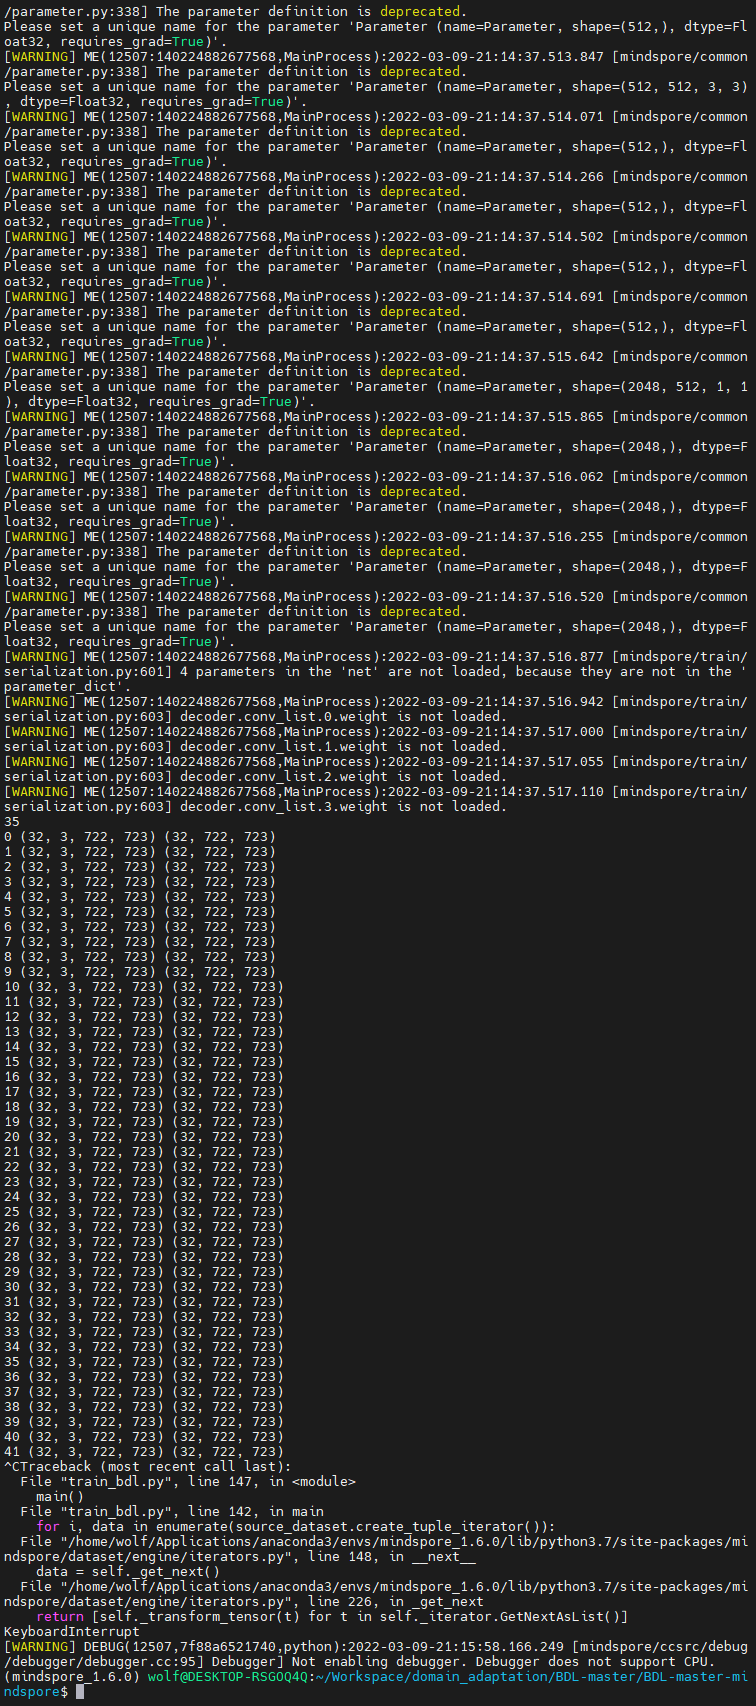 /parameter.py:338] The parameter definition is deprecated.
Please set a unique name for the parameter 'Parameter (name=Parameter, shape=(512,), dtype=Fl
oat32, requires_grad=True)'.
[WARNING] ME(12507:140224882677568,MainProcess):2022-03-09-21:14:37.513.847 [mindspore/common
/parameter.py:338] The parameter definition is deprecated.
Please set a unique name for the parameter 'Parameter (name=Parameter, shape=(512, 512, 3, 3)
, dtype=Float32, requires_grad=True)'.
[WARNING] ME(12507:140224882677568,MainProcess):2022-03-09-21:14:37.514.071 [mindspore/common
/parameter.py:338] The parameter definition is deprecated.
Please set a unique name for the parameter 'Parameter (name=Parameter, shape=(512,), dtype=Fl
oat32, requires_grad=True)'.
[WARNING] ME(12507:140224882677568,MainProcess):2022-03-09-21:14:37.514.266 [mindspore/common
/parameter.py:338] The parameter definition is deprecated.
Please set a unique name for the parameter 'Parameter (name=Parameter, shape=(512,), dtype=Fl
oat32, requires_grad=True)'.
[WARNING] ME(12507:140224882677568,MainProcess):2022-03-09-21:14:37.514.502 [mindspore/common
/parameter.py:338] The parameter definition is deprecated.
Please set a unique name for the parameter 'Parameter (name=Parameter, shape=(512,), dtype=Fl
oat32, requires_grad=True)'.
[WARNING] ME(12507:140224882677568,MainProcess):2022-03-09-21:14:37.514.691 [mindspore/common
/parameter.py:338] The parameter definition is deprecated.
Please set a unique name for the parameter 'Parameter (name=Parameter, shape=(512,), dtype=Fl
oat32, requires_grad=True)'.
[WARNING] ME(12507:140224882677568,MainProcess):2022-03-09-21:14:37.515.642 [mindspore/common
/parameter.py:338] The parameter definition is deprecated.
Please set a unique name for the parameter 'Parameter (name=Parameter, shape=(2048, 512, 1, 1
), dtype=Float32, requires_grad=True)'.
[WARNING] ME(12507:140224882677568,MainProcess):2022-03-09-21:14:37.515.865 [mindspore/common
/parameter.py:338] The parameter definition is deprecated.
Please set a unique name for the parameter 'Parameter (name=Parameter, shape=(2048,), dtype=F
loat32, requires_grad=True)'.
[WARNING] ME(12507:140224882677568,MainProcess):2022-03-09-21:14:37.516.062 [mindspore/common
/parameter.py:338] The parameter definition is deprecated.
Please set a unique name for the parameter 'Parameter (name=Parameter, shape=(2048,), dtype=F
loat32, requires_grad=True)'.
[WARNING] ME(12507:140224882677568,MainProcess):2022-03-09-21:14:37.516.255 [mindspore/common
/parameter.py:338] The parameter definition is deprecated.
Please set a unique name for the parameter 'Parameter (name=Parameter, shape=(2048,), dtype=F
loat32, requires_grad=True)'.
[WARNING] ME(12507:140224882677568,MainProcess):2022-03-09-21:14:37.516.520 [mindspore/common
/parameter.py:338] The parameter definition is deprecated.
Please set a unique name for the parameter 'Parameter (name=Parameter, shape=(2048,), dtype=F
loat32, requires_grad=True)'.
[WARNING] ME(12507:140224882677568,MainProcess):2022-03-09-21:14:37.516.877 [mindspore/train/
serialization.py:601] 4 parameters in the 'net' are not loaded, because they are not in the '
parameter_dict'.
[WARNING] ME(12507:140224882677568,MainProcess):2022-03-09-21:14:37.516.942 [mindspore/train/
serialization.py:603] decoder.conv_list.0.weight is not loaded.
[WARNING] ME(12507:140224882677568,MainProcess):2022-03-09-21:14:37.517.000 [mindspore/train/
serialization.py:603] decoder.conv_list.1.weight is not loaded.
[WARNING] ME(12507:140224882677568,MainProcess):2022-03-09-21:14:37.517.055 [mindspore/train/
serialization.py:603] decoder.conv_list.2.weight is not loaded.
[WARNING] ME(12507:140224882677568,MainProcess):2022-03-09-21:14:37.517.110 [mindspore/train/
serialization.py:603] decoder.conv_list.3.weight is not loaded.
35
0 (32, 3, 722, 723) (32, 722, 723)
1 (32, 3, 722, 723) (32, 722, 723)
2 (32, 3, 722, 723) (32, 722, 723)
3 (32, 3, 722, 723) (32, 722, 723)
4 (32, 3, 722, 723) (32, 722, 723)
5 (32, 3, 722, 723) (32, 722, 723)
6 (32, 3, 722, 723) (32, 722, 723)
7 (32, 3, 722, 723) (32, 722, 723)
8 (32, 3, 722, 723) (32, 722, 723)
9 (32, 3, 722, 723) (32, 722, 723)
10 (32, 3, 722, 723) (32, 722, 723)
11 (32, 3, 722, 723) (32, 722, 723)
12 (32, 3, 722, 723) (32, 722, 723)
13 (32, 3, 722, 723) (32, 722, 723)
14 (32, 3, 722, 723) (32, 722, 723)
15 (32, 3, 722, 723) (32, 722, 723)
16 (32, 3, 722, 723) (32, 722, 723)
17 (32, 3, 722, 723) (32, 722, 723)
18 (32, 3, 722, 723) (32, 722, 723)
19 (32, 3, 722, 723) (32, 722, 723)
20 (32, 3, 722, 723) (32, 722, 723)
21 (32, 3, 722, 723) (32, 722, 723)
22 (32, 3, 722, 723) (32, 722, 723)
23 (32, 3, 722, 723) (32, 722, 723)
24 (32, 3, 722, 723) (32, 722, 723)
25 (32, 3, 722, 723) (32, 722, 723)
26 (32, 3, 722, 723) (32, 722, 723)
27 (32, 3, 722, 723) (32, 722, 723)
28 (32, 3, 722, 723) (32, 722, 723)
29 (32, 3, 722, 723) (32, 722, 723)
30 (32, 3, 722, 723) (32, 722, 723)
31 (32, 3, 722, 723) (32, 722, 723)
32 (32, 3, 722, 723) (32, 722, 723)
33 (32, 3, 722, 723) (32, 722, 723)
34 (32, 3, 722, 723) (32, 722, 723)
35 (32, 3, 722, 723) (32, 722, 723)
36 (32, 3, 722, 723) (32, 722, 723)
37 (32, 3, 722, 723) (32, 722, 723)
38 (32, 3, 722, 723) (32, 722, 723)
39 (32, 3, 722, 723) (32, 722, 723)
40 (32, 3, 722, 723) (32, 722, 723)
41 (32, 3, 722, 723) (32, 722, 723)
^CTraceback (most recent call last):
  File "train_bdl.py", line 147, in <module>
    main()
  File "train_bdl.py", line 142, in main
    for i, data in enumerate(source_dataset.create_tuple_iterator()):
  File "/home/wolf/Applications/anaconda3/envs/mindspore_1.6.0/lib/python3.7/site-packages/mi
ndspore/dataset/engine/iterators.py", line 148, in __next__
    data = self._get_next()
  File "/home/wolf/Applications/anaconda3/envs/mindspore_1.6.0/lib/python3.7/site-packages/mi
ndspore/dataset/engine/iterators.py", line 226, in _get_next
    return [self._transform_tensor(t) for t in self._iterator.GetNextAsList()]
KeyboardInterrupt
[WARNING] DEBUG(12507,7f88a6521740,python):2022-03-09-21:15:58.166.249 [mindspore/ccsrc/debug
/debugger/debugger.cc:95] Debugger] Not enabling debugger. Debugger does not support CPU.
(mindspore_1.6.0) wolf@DESKTOP-RSGOQ4Q:~/Workspace/domain_adaptation/BDL-master/BDL-master-mi
ndspore$